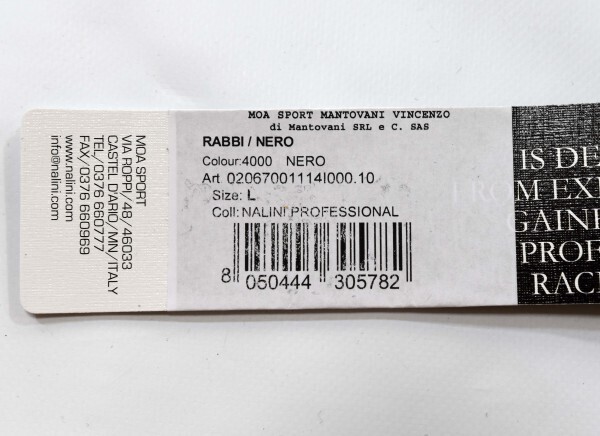 MOA SPORT
VIA ROPPI/48/46033
CASTEL D'ARIO/MN/ITALY
TEL/0376 660777
FAX/0376 660969
www.nalini.com
info@nalini.com
MOA SPORT MANTOVANI VINCENZO
di Mantovani SRL e C. SAS
RABBI / NERO
Colour:4000 NERO
Art 02067001114I000.10
Size: L
Coll: NALINI PROFESSIONAL
8 050444 305782
IS DE
FROM EX
GAINE
PROF
RAC